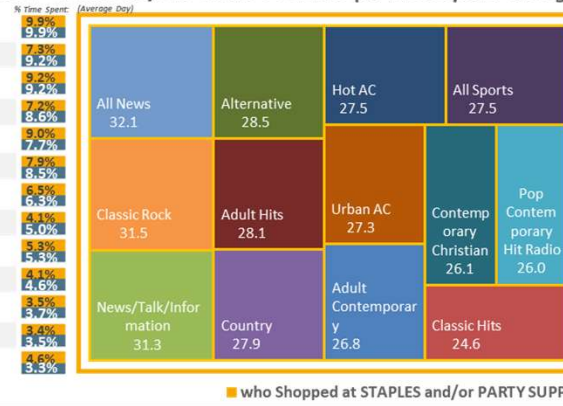 % Time Spent: (Average Day)
9.9%
9.9%
7.3%
9.2%
9.2%
9.2%
7.2%
8.6%
9.0%
7.7%
7.9%
8.5%
6.5%
6.3%
4.1%
5.0%
5.3%
5.3%
4.1%
4.6%
3.5%
3.7%
3.4%
3.5%
4.6%
3.3%
All News
32.1
Alternative
28.5
Hot AC
27.5
All Sports
27.5
Classic Rock
31.5
Adult Hits
28.1
Urban AC
27.3
Contemp
orary
Christian
26.1
Pop
Contem
porary
Hit Radio
26.0
News/Talk/Infor
mation
31.3
Country
27.9
Adult
Contemporar
y
26.8
Classic Hits
24.6
who Shopped at STAPLES and/or PARTY SUPP